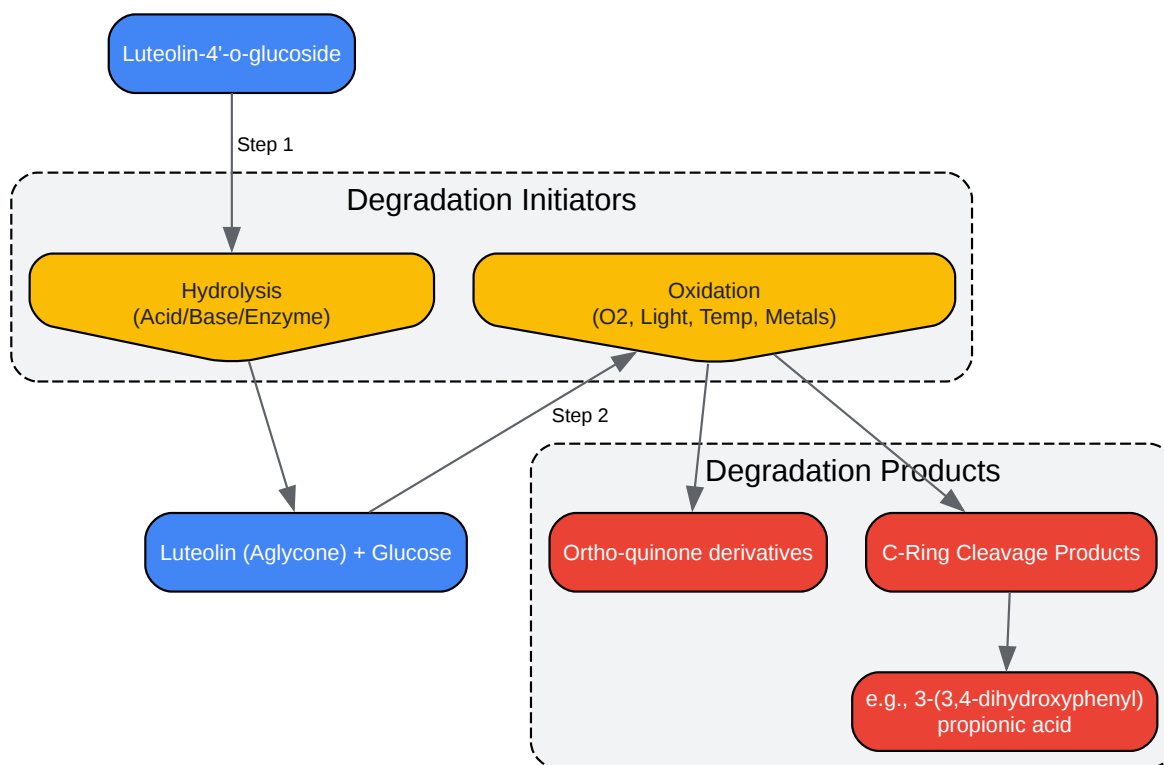 Luteolin-4'-o-glucoside
Step 1
Degradation Initiators
Hydrolysis
(Acid/Base/Enzyme)
Oxidation
(O2, Light, Temp, Metals)
Step 2
Degradation Products
Luteolin (Aglycone) + Glucose
Ortho-quinone derivatives
C-Ring Cleavage Products
e.g., 3-(3,4-dihydroxyphenyl)
propionic acid